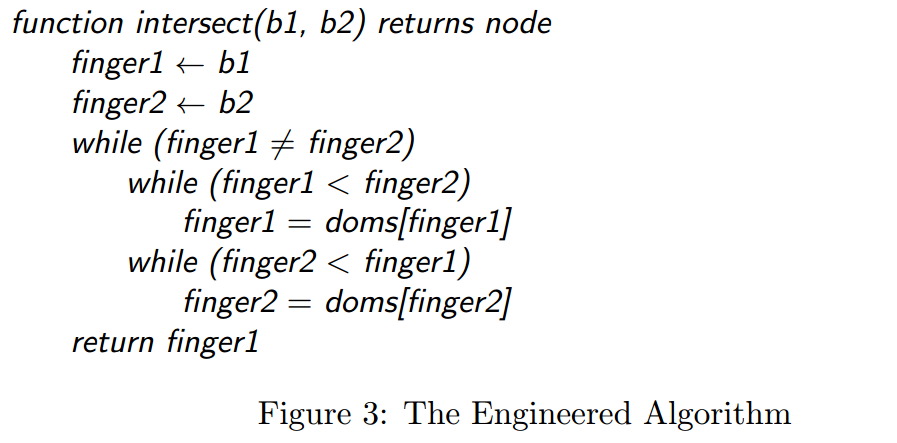 function intersect(b1, b2) returns node
finger1 ← b1
finger2 ← b2
while (finger1 ≠ finger2)
while (finger1 < finger2)
finger1 = doms[finger1]
while (finger2 < finger1)
finger2 = doms[finger2]
return finger1
Figure 3: The Engineered Algorithm